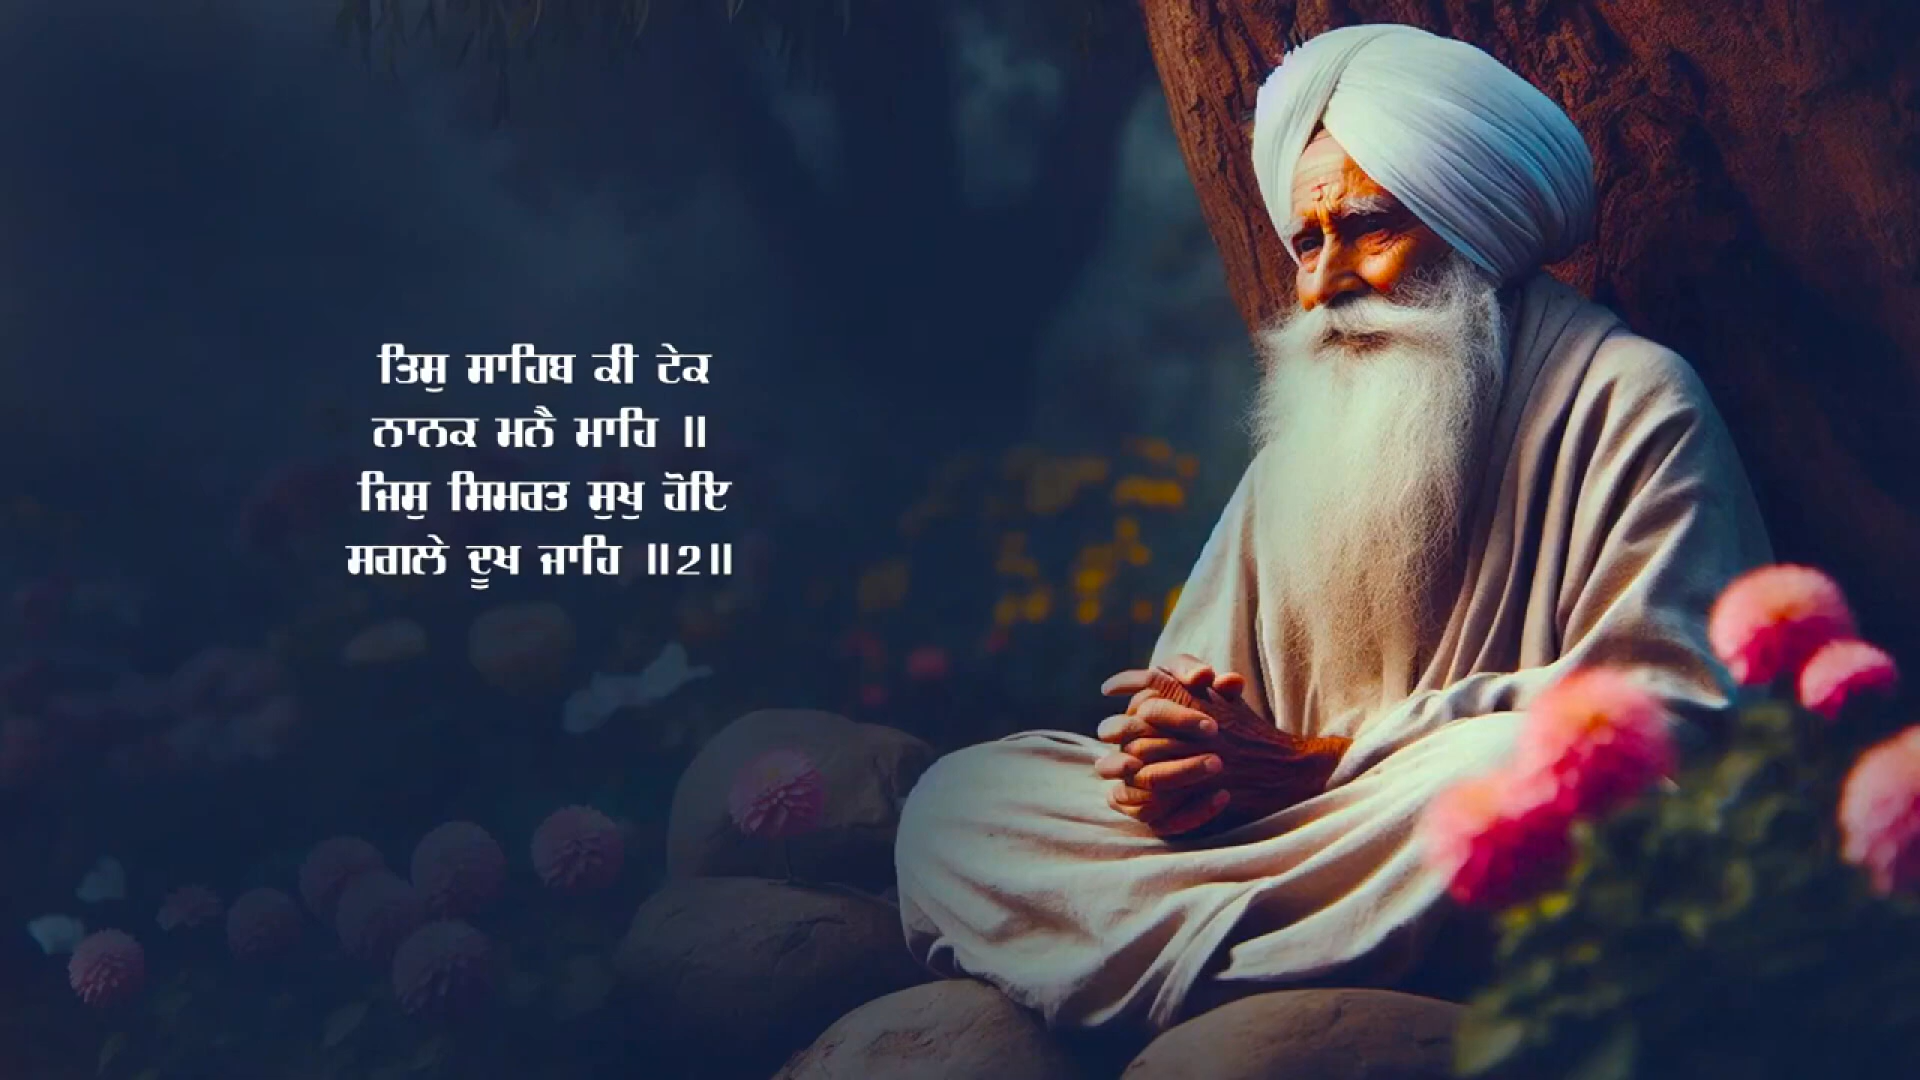 ਤਿਸੁ ਸਾਹਿਬ ਕੀ ਟੇਕ
ਨਾਨਕ ਮਨੈ ਮਾਹਿ ॥
ਜਿਸੁ ਸਿਮਰਤ ਸੁਖੁ ਹੋਇ
ਸਗਲੇ ਦੂਖ ਜਾਹਿ ॥2॥